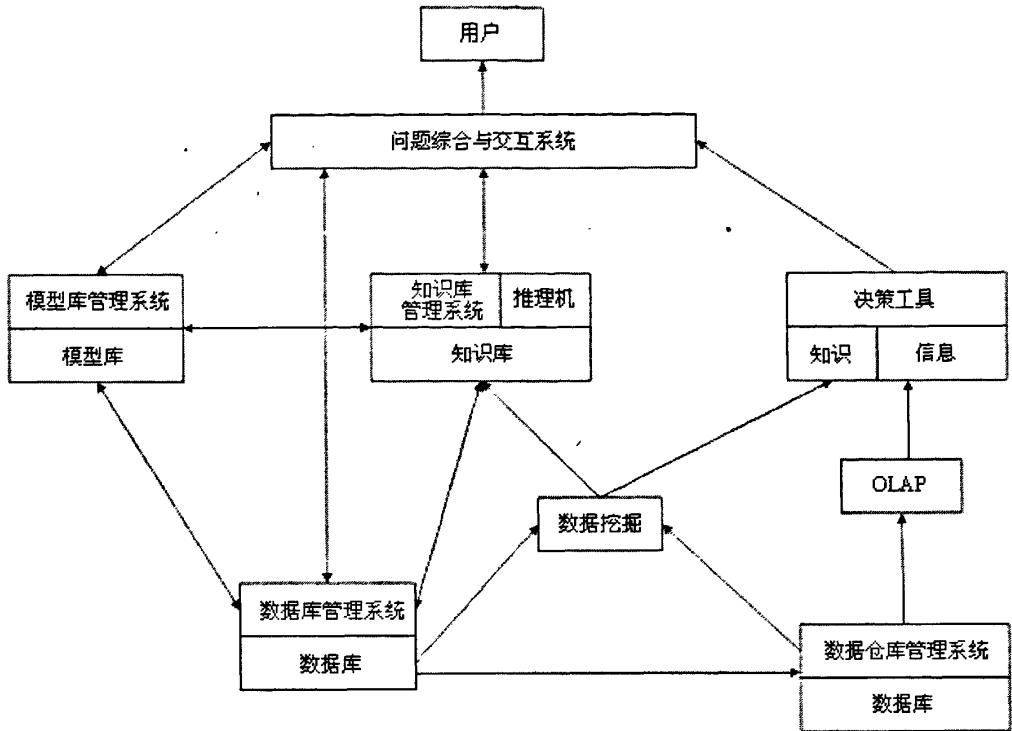 用户
问题综合与交互系统
模型库管理系统
模型库
知识库
管理系统
推理机
知识库
决策工具
知识
信息
OLAP
数据挖掘
数据库管理系统
数据库
数据仓库管理系统
数据库